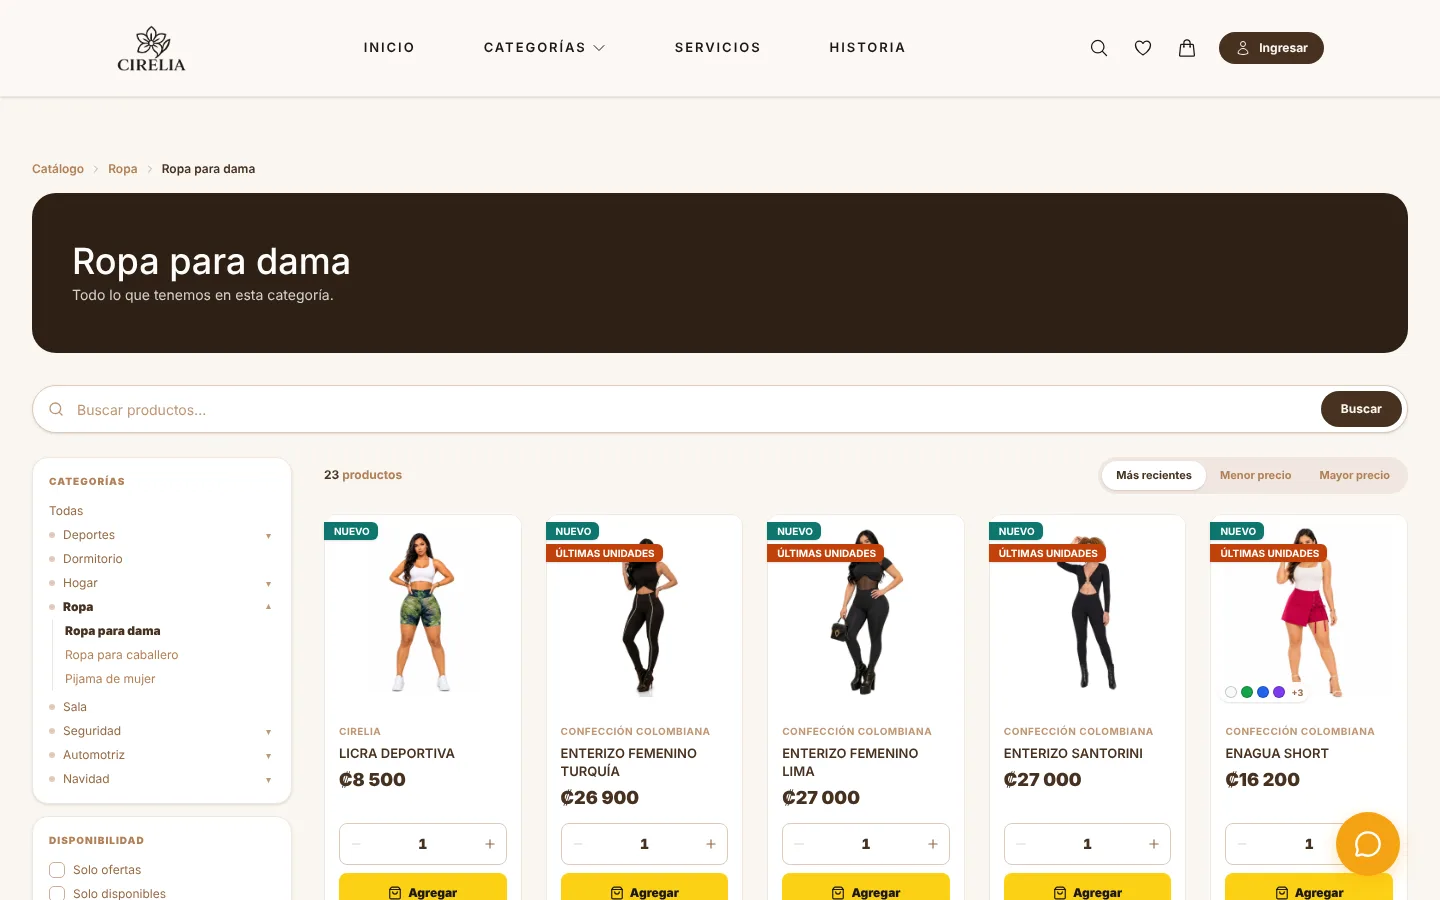 CIRELIA
INICIO
CATEGORÍAS
SERVICIOS
HISTORIA
Ingresar
Catálogo
Ropa
Ropa para dama
Ropa para dama
Todo lo que tenemos en esta categoría.
Buscar productos...
Buscar
CATEGORÍAS
Todas
Deportes
Dormitorio
Hogar
Ropa
Ropa para dama
Ropa para caballero
Pijama de mujer
Sala
Seguridad
Automotriz
Navidad
DISPONIBILIDAD
Solo ofertas
Solo disponibles
23 productos
Más recientes
Menor precio
Mayor precio
NUEVO
CIRELIA
LICRA DEPORTIVA
₡8 500
1
Agregar
NUEVO
ÚLTIMAS UNIDADES
CONFECCIÓN COLOMBIANA
ENTERIZO FEMENINO
TURQUÍA
₡26 900
1
Agregar
NUEVO
ÚLTIMAS UNIDADES
CONFECCIÓN COLOMBIANA
ENTERIZO FEMENINO
LIMA
₡27 000
1
Agregar
NUEVO
ÚLTIMAS UNIDADES
CONFECCIÓN COLOMBIANA
ENTERIZO SANTORINI
₡27 000
1
Agregar
NUEVO
ÚLTIMAS UNIDADES
+3
CONFECCIÓN COLOMBIANA
ENAGUA SHORT
₡16 200
1
Agregar